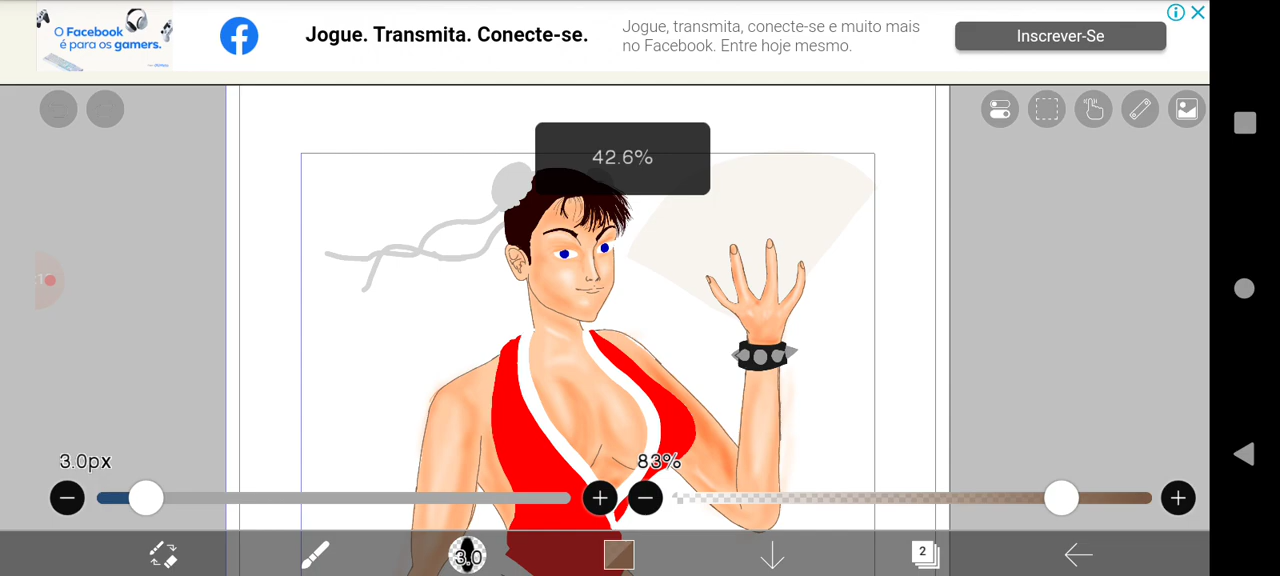 O Facebook
é para os gamers.
Jogue. Transmita. Conecte-se.
Jogue, transmita, conecte-se e muito mais
no Facebook. Entre hoje mesmo.
Inscrever-Se
42.6%
3.0px
83%
3.0
2